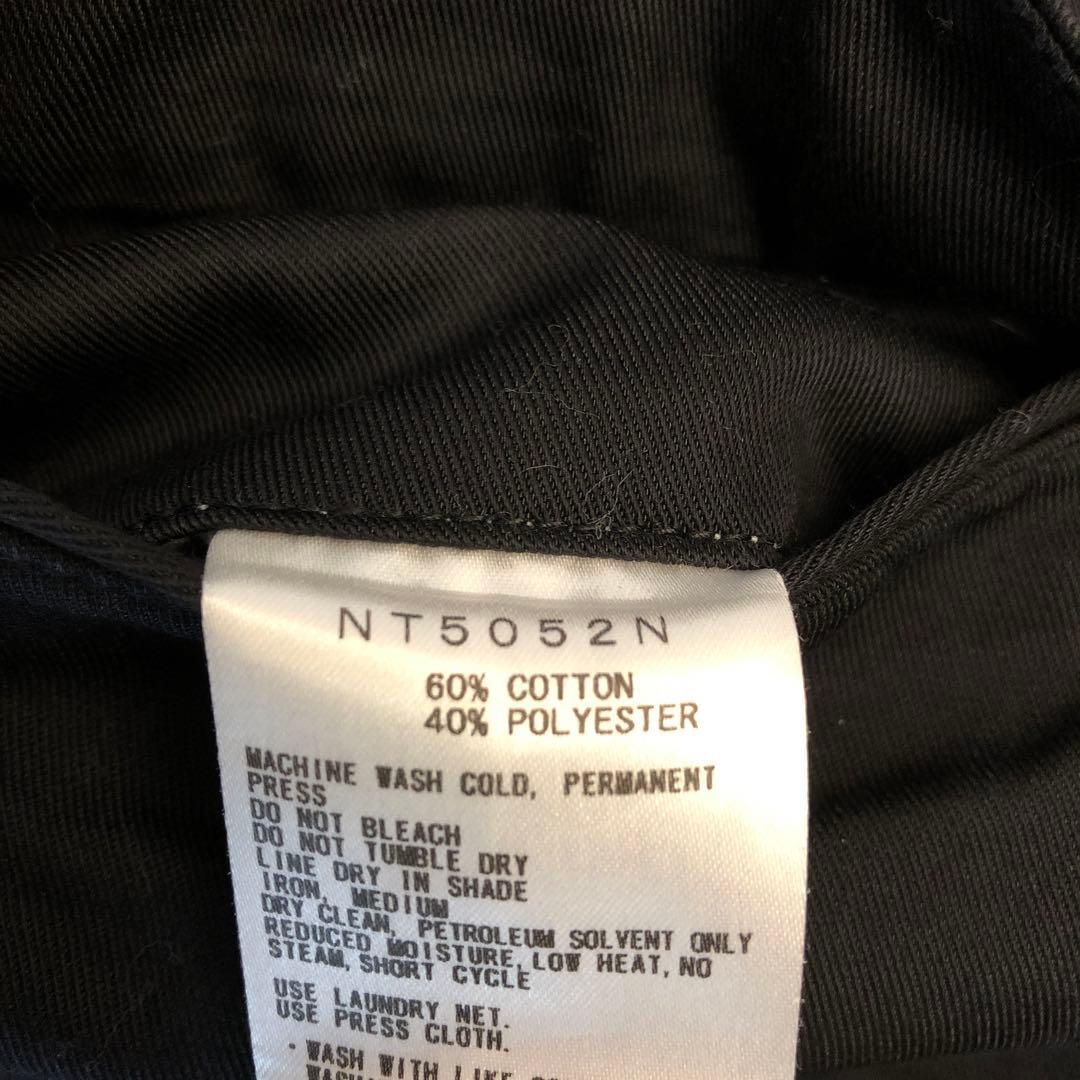 NT5052N
60% COTTON
40% POLYESTER
MACHINE WASH COLD, PERMANENT
PRESS
DO NOT BLEACH
DO NOT TUMBLE DRY
LINE DRY IN SHADE
IRON, MEDIUM
DRY CLEAN, PETROLEUM SOLVENT ONLY
REDUCED MOISTURE, LOW HEAT, NO
STEAM, SHORT CYCLE
USE LAUNDRY NET.
USE PRESS CLOTH.
・WASH WITH LIKE